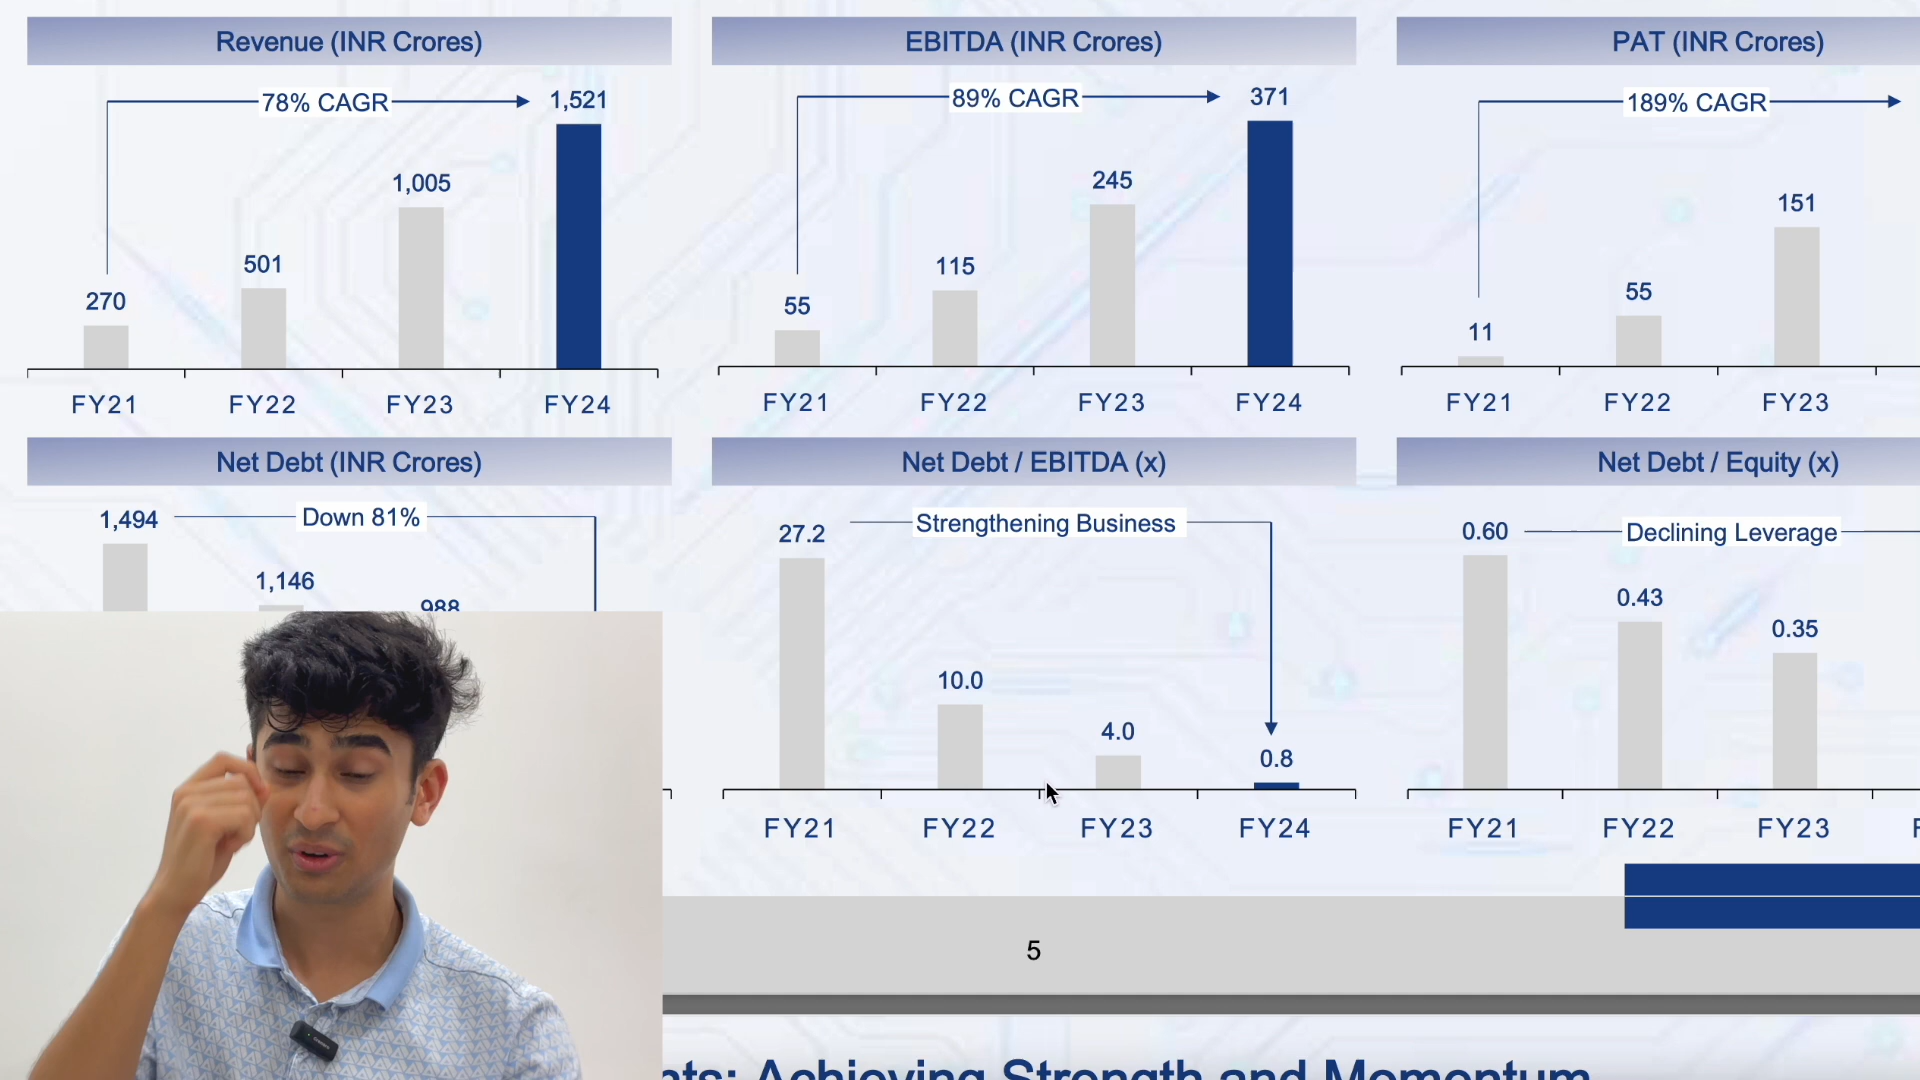 Revenue (INR Crores)
78% CAGR
270
501
1,005
1,521
FY21 FY22 FY23 FY24
EBITDA (INR Crores)
89% CAGR
55
115
245
371
FY21 FY22 FY23 FY24
PAT (INR Crores)
189% CAGR
11
55
151
FY21 FY22 FY23
Net Debt (INR Crores)
Down 81%
1,494
1,146
988
Net Debt / EBITDA (x)
Strengthening Business
27.2
10.0
4.0
0.8
FY21 FY22 FY23 FY24
Net Debt / Equity (x)
Declining Leverage
0.60
0.43
0.35
FY21 FY22 FY23
5
Achieving Strength and Momentum